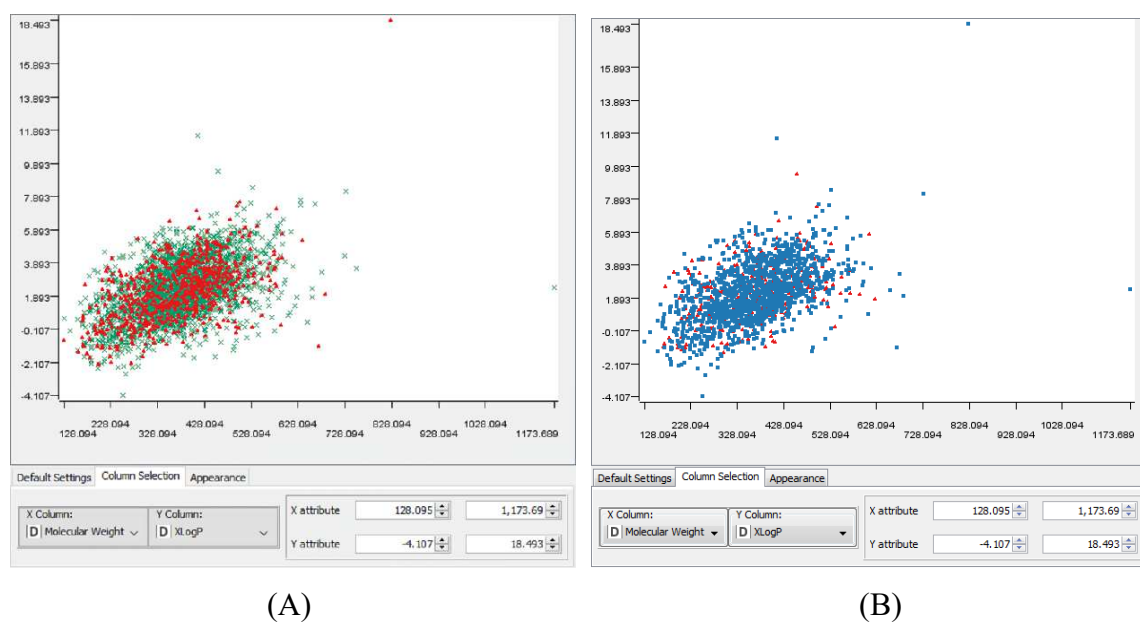 18.493
15.893
13.893
11.893
9.893
7.893
5.893
3.893
1.893
-0.107
-2.107
-4.107
228.094 428.094 628.094 828.094 1028.094
128.094 328.094 528.094 728.094 928.094 1173.689
Default Settings Column Selection Appearance
X Column: Y Column:
D Molecular Weight D XLogP
X attribute 128.095 1,173.69
Y attribute -4.107 18.493
(A)
18.493
15.893
13.893
11.893
9.893
7.893
5.893
3.893
1.893
-0.107
-2.107
-4.107
228.094 428.094 628.094 828.094 1028.094
128.094 328.094 528.094 728.094 928.094 1173.689
Default Settings Column Selection Appearance
X Column: Y Column:
D Molecular Weight D XLogP
X attribute 128.095 1,173.69
Y attribute -4.107 18.493
(B)